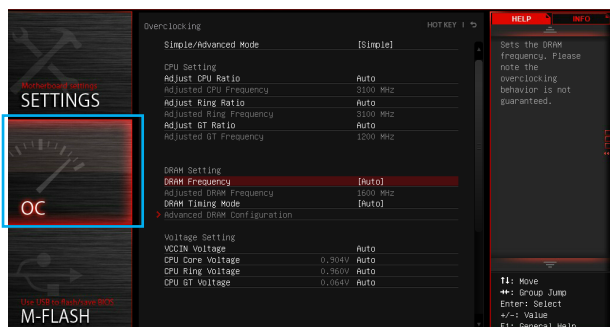 Overclocking
HOT KEY
Simple/Advanced Mode [Simple]
CPU Setting
Adjust CPU Ratio Auto
Adjusted CPU Frequency 3100 MHz
Adjust Ring Ratio Auto
Adjusted Ring Frequency 3100 MHz
Adjust GT Ratio Auto
Adjusted GT Frequency 1200 MHz
DRAM Setting
DRAM Frequency [Auto]
Adjusted DRAM Frequency 1600 MHz
DRAM Timing Mode [Auto]
> Advanced DRAM Configuration
Voltage Setting
VCCIN Voltage Auto
CPU Core Voltage 0.904V Auto
CPU Ring Voltage 0.960V Auto
CPU GT Voltage 0.064V Auto
Motherboard settings
SETTINGS
OC
Use USB to flash/save BIOS
M-FLASH
HELP
INFO
Sets the DRAM
frequency. Please
note the
overclocking
behavior is not
guaranteed.
↑↓: Move
→←: Group Jump
Enter: Select
+/-: Value
F1: General Help